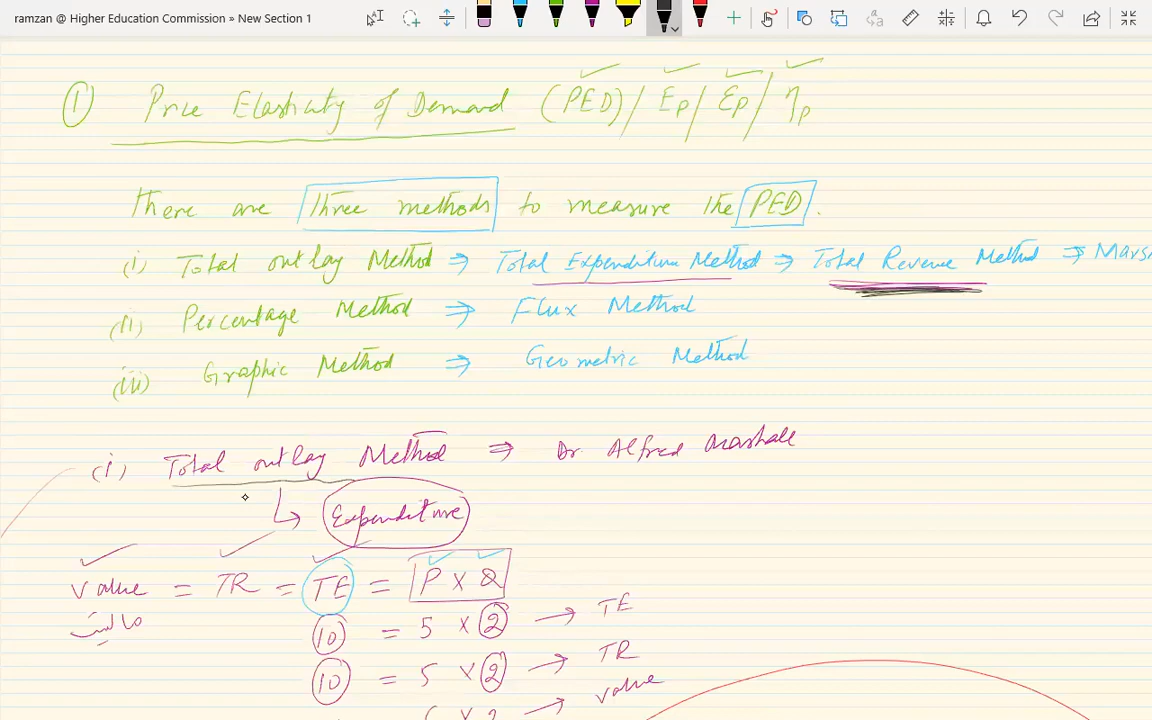 ramzan @ Higher Education Commission » New Section 1
① Price Elasticity of Demand (PED)/ Ep/ Ɛp/ ηp
There are three methods to measure the PED.
(i) Total outlay Method ⇒ Total Expenditure Method ⇒ Total Revenue Method ⇒ Mars
(ii) Percentage Method ⇒ Flux Method
(iii) Graphic Method ⇒ Geometric Method
(i) Total outlay Method ⇒ Dr Alfred Marshall
↳ Expenditure
value = TR = TE = P × Q
مالیت
10 = 5 × 2 → TE
10 = 5 × 2 → TR
→ value